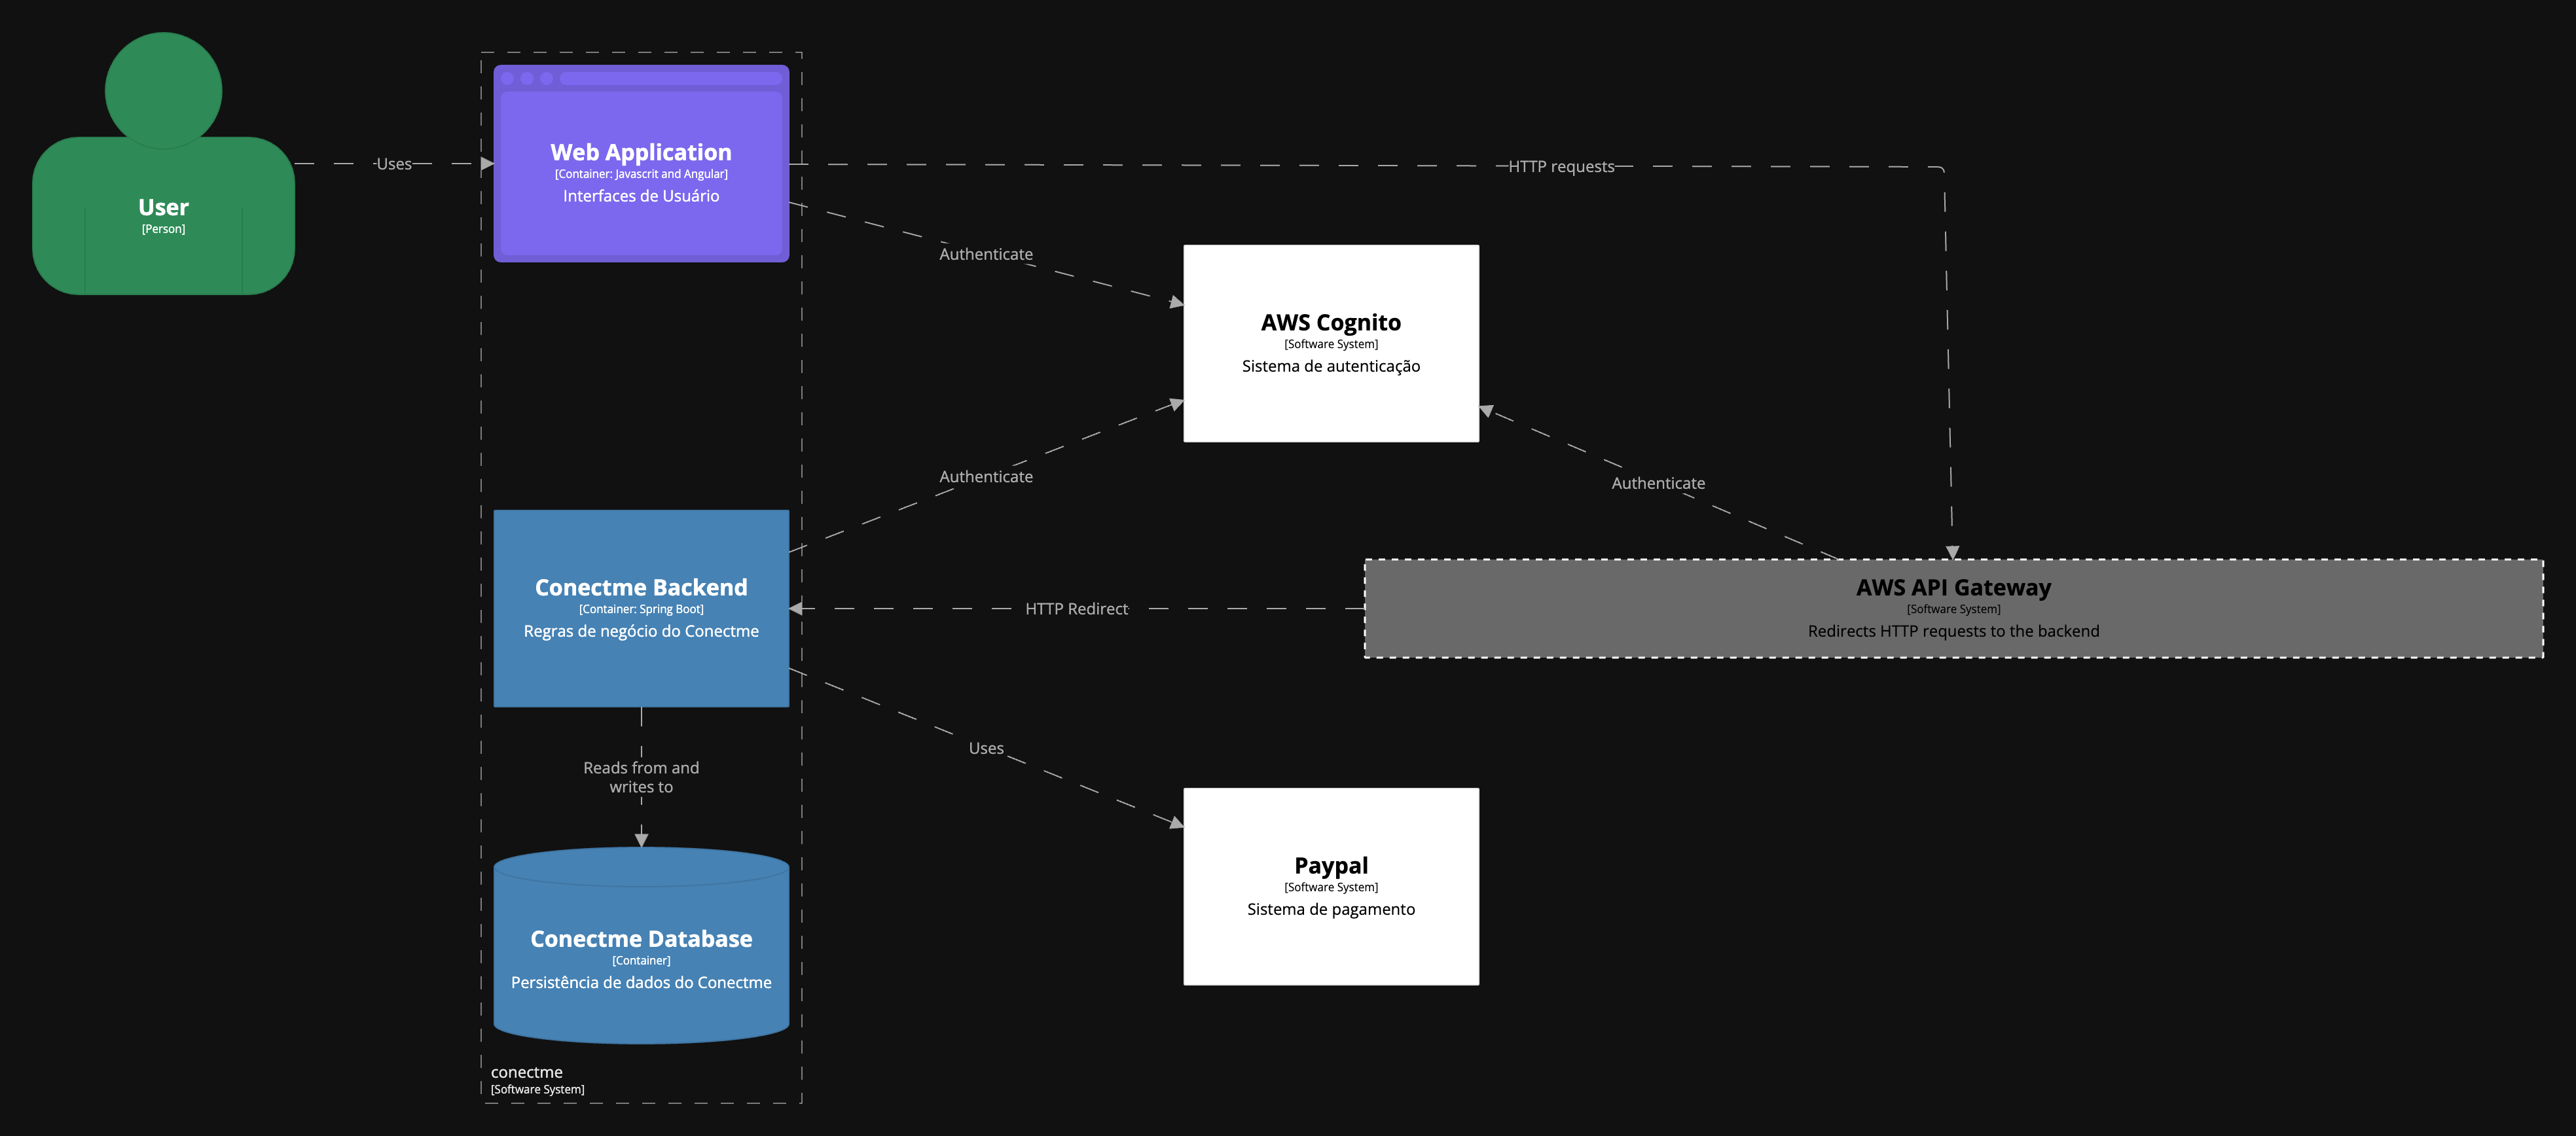 User
[Person]
Uses
Web Application
[Container: Javascrit and Angular]
Interfaces de Usuário
HTTP requests
Authenticate
AWS Cognito
[Software System]
Sistema de autenticação
Authenticate
Authenticate
Conectme Backend
[Container: Spring Boot]
Regras de negócio do Conectme
HTTP Redirect
AWS API Gateway
[Software System]
Redirects HTTP requests to the backend
Reads from and
writes to
Uses
Paypal
[Software System]
Sistema de pagamento
Conectme Database
[Container]
Persistência de dados do Conectme
conectme
[Software System]